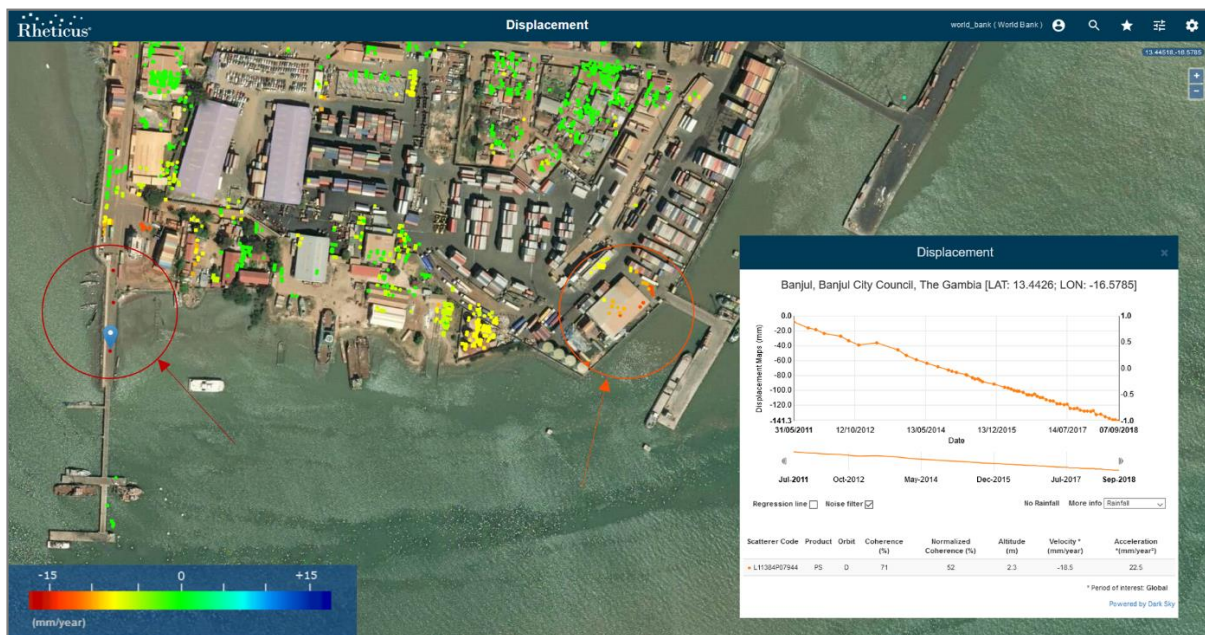 Rheticus®
Displacement
world_bank ( World Bank )
13.44518,-16.5785
+
−
Displacement
×
Banjul, Banjul City Council, The Gambia [LAT: 13.4426; LON: -16.5785]
Displacement Maps (mm)
0.0
-20.0
-40.0
-60.0
-80.0
-100.0
-120.0
-141.3
1.0
0.5
0.0
-0.5
-1.0
31/05/2011 12/10/2012 13/05/2014 13/12/2015 14/07/2017 07/09/2018
Date
Jul-2011 Oct-2012 May-2014 Dec-2015 Jul-2017 Sep-2018
Regression line Noise filter No Rainfall More info Rainfall
Scatterer Code Product Orbit Coherence (%) Normalized Coherence (%) Altitude (m) Velocity * (mm/year) Acceleration *(mm/year²)
L11384P07944 PS D 71 52 2.3 -18.5 22.5
* Period of interest: Global
Powered by Dark Sky
-15 0 +15
(mm/year)